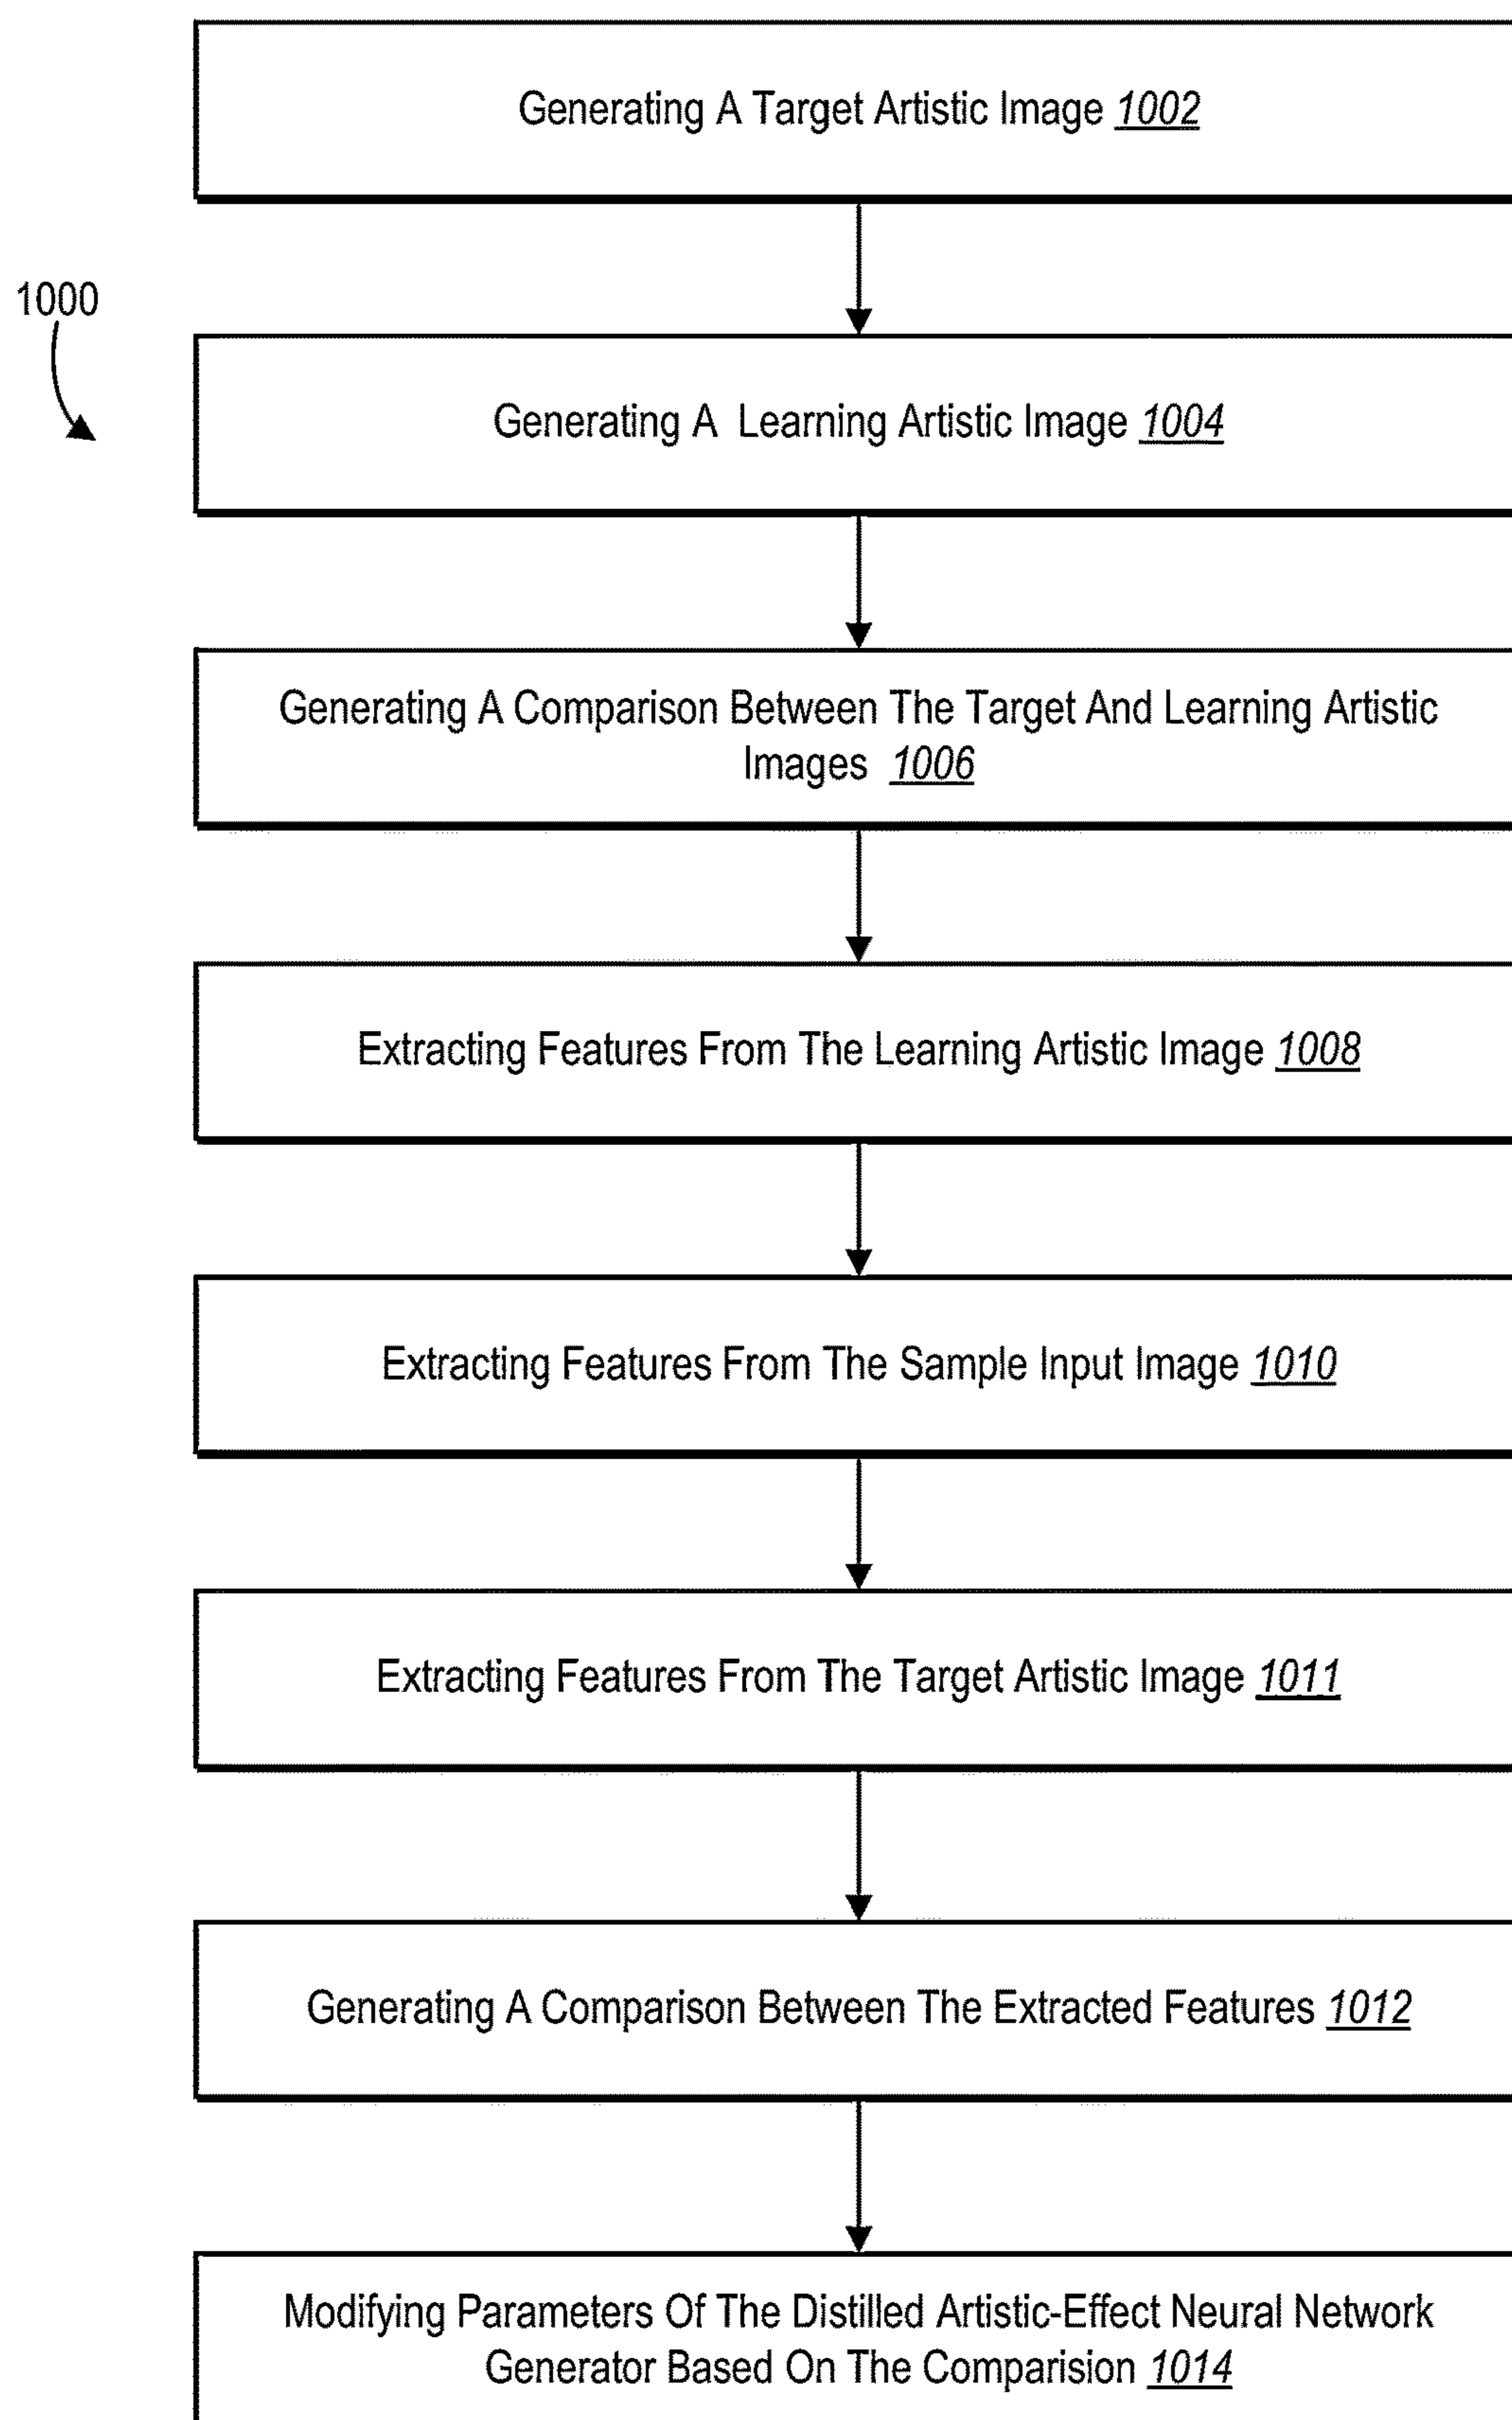 Generating A Target Artistic Image 1002
1000
Generating A Learning Artistic Image 1004
Generating A Comparison Between The Target And Learning Artistic
Images 1006
Extracting Features From The Learning Artistic Image 1008
Extracting Features From The Sample Input Image 1010
Extracting Features From The Target Artistic Image 1011
Generating A Comparison Between The Extracted Features 1012
Modifying Parameters Of The Distilled Artistic-Effect Neural Network
Generator Based On The Comparision 1014